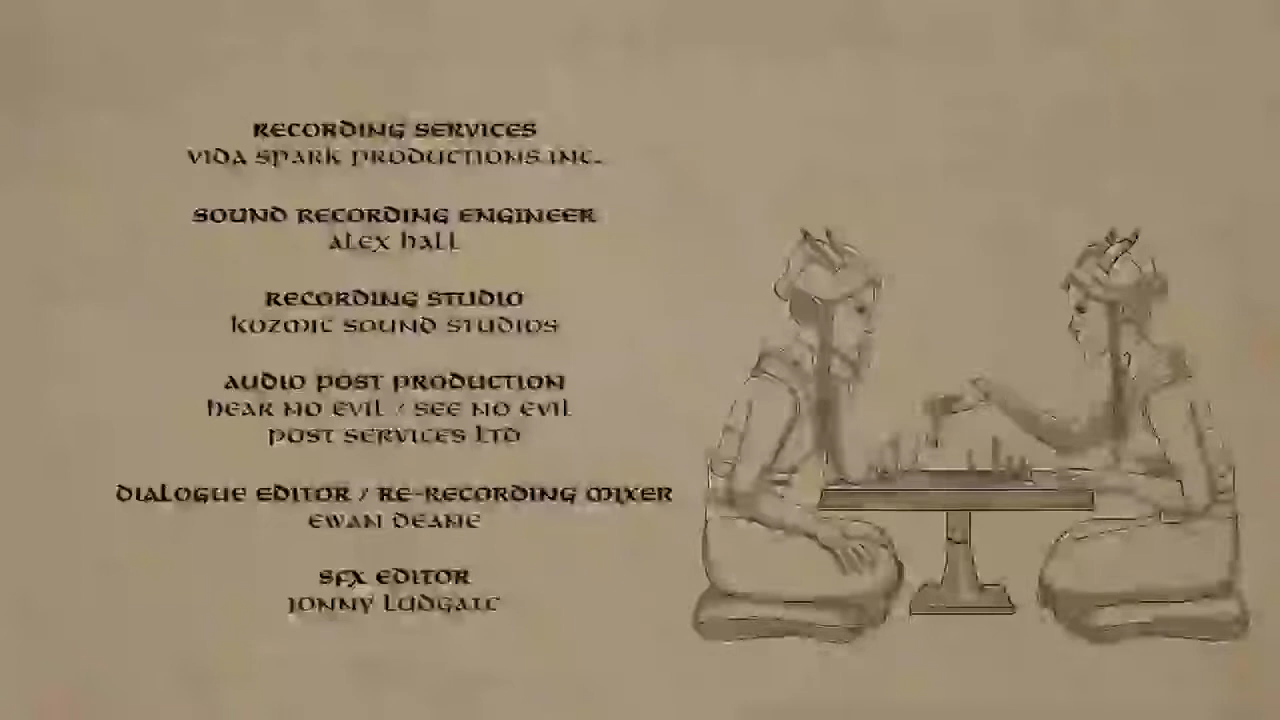 RECORDING SERVICES
VIDA SPARK PRODUCTIONS INC.
SOUND RECORDING ENGINEER
ALEX HALL
RECORDING STUDIO
KOZMIC SOUND STUDIOS
AUDIO POST PRODUCTION
HEAR NO EVIL / SEE NO EVIL
POST SERVICES LTD
DIALOGUE EDITOR / RE-RECORDING MIXER
EWAN DEANE
SFX EDITOR
JONNY LUDGATE